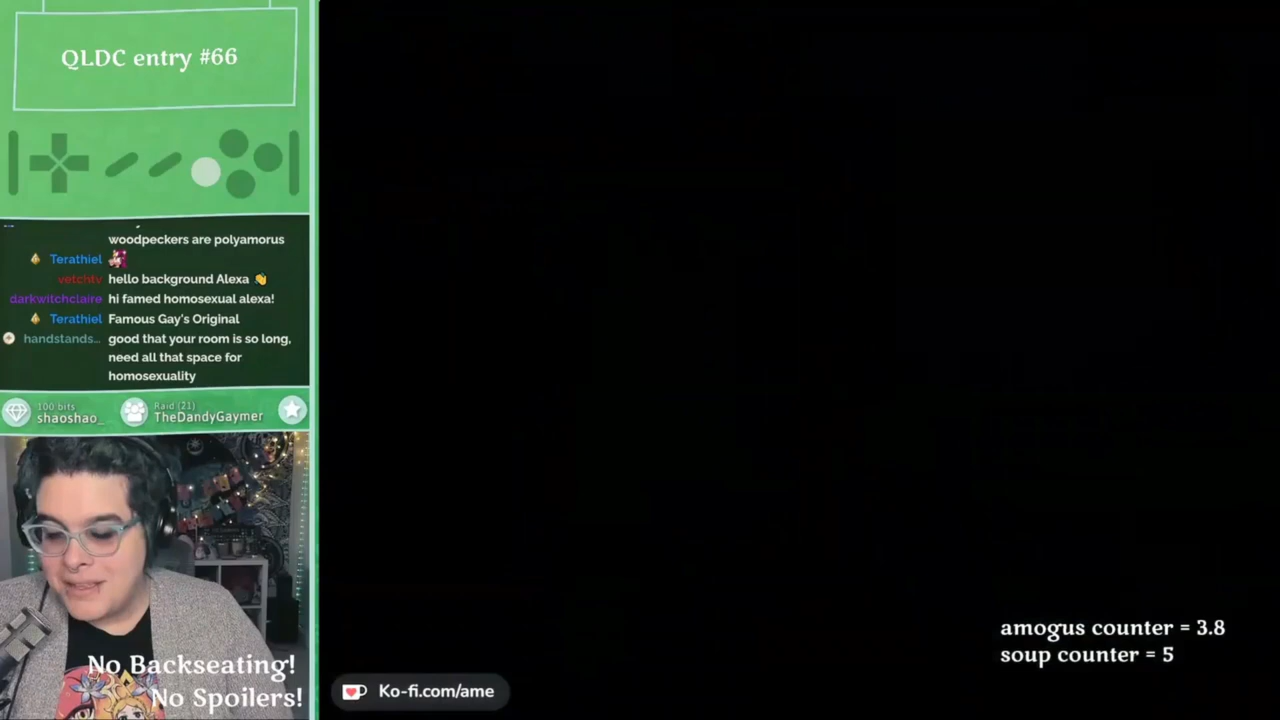 QLDC entry #66
woodpeckers are polyamorus
Terathiel
vetchtv hello background Alexa
darkwitchclaire hi famed homosexual alexa!
Terathiel Famous Gay's Original
handstands... good that your room is so long,
need all that space for
homosexuality
100 bits
shaoshao_
Raid (21)
TheDandyGaymer
No Backseating!
No Spoilers!
Ko-fi.com/ame
amogus counter = 3.8
soup counter = 5